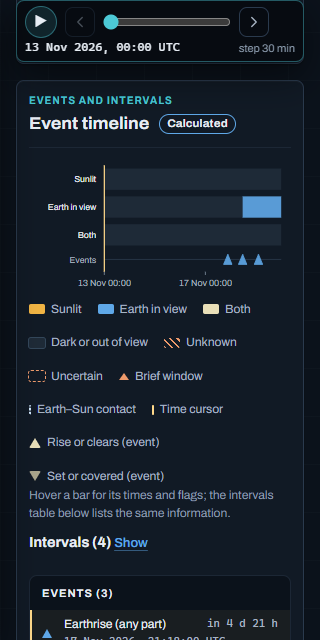 13 Nov 2026, 00:00 UTC
step 30 min
EVENTS AND INTERVALS
Event timeline
Calculated
Sunlit
Earth in view
Both
Events
13 Nov 00:00
17 Nov 00:00
Sunlit
Earth in view
Both
Dark or out of view
Unknown
Uncertain
Brief window
Earth–Sun contact
Time cursor
Rise or clears (event)
Set or covered (event)
Hover a bar for its times and flags; the intervals
table below lists the same information.
Intervals (4) Show
EVENTS (3)
Earthrise (any part)
in 4 d 21 h